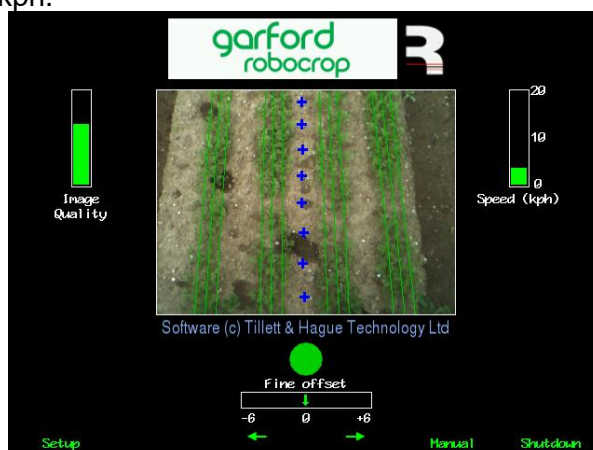 kph.
garford
robocrop
20
10
0
Image
Quality
Speed (kph)
Software (c) Tillett & Hague Technology Ltd
Fine offset
-6 0 +6
Setup Manual Shutdown